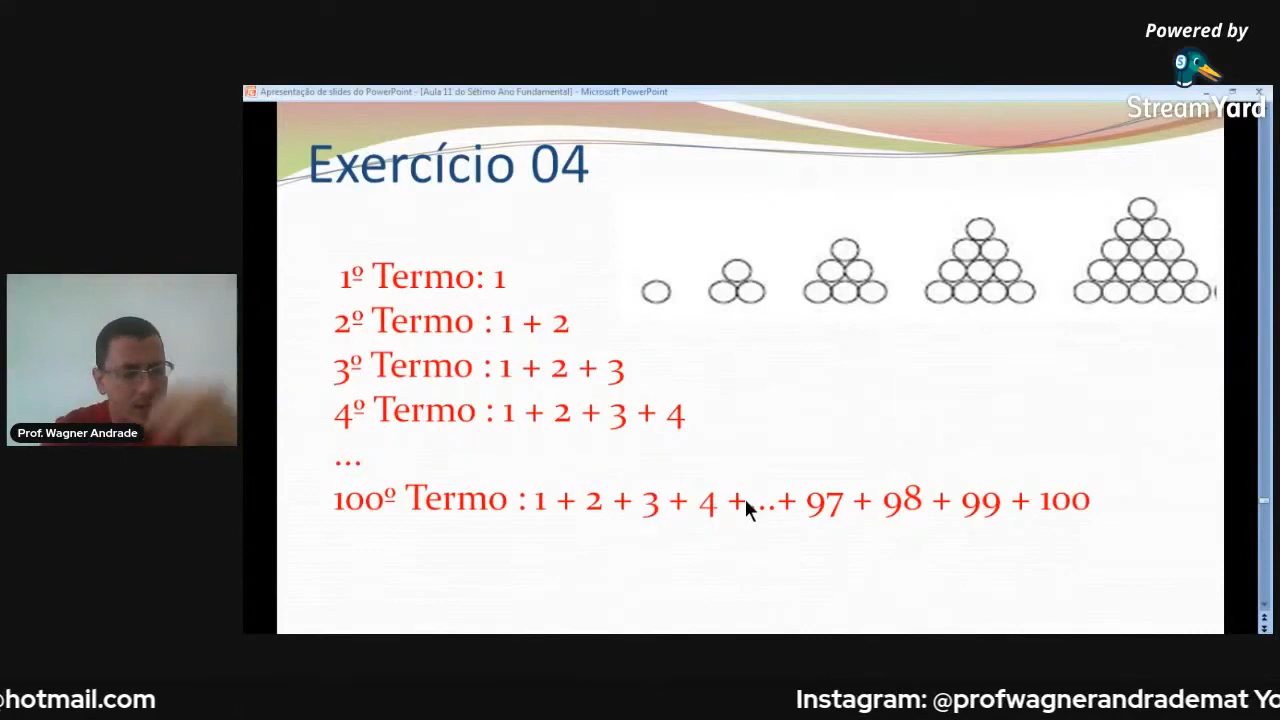 Powered by
StreamYard
Apresentação de slides do PowerPoint - [Aula 11 do Sétimo Ano Fundamental] - Microsoft PowerPoint
Exercício 04
1º Termo: 1
2º Termo : 1 + 2
3º Termo : 1 + 2 + 3
4º Termo : 1 + 2 + 3 + 4
...
100º Termo : 1 + 2 + 3 + 4 +...+ 97 + 98 + 99 + 100
Prof. Wagner Andrade
@hotmail.com
Instagram: @profwagnerandrademat Yo